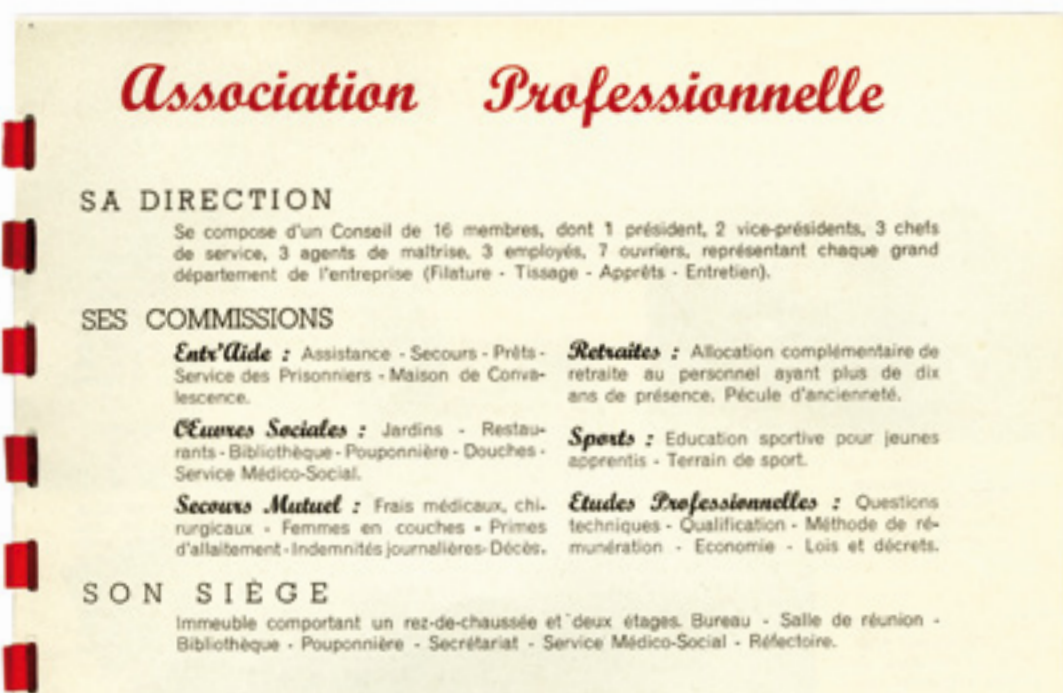 Association Professionnelle
SA DIRECTION
Se compose d'un Conseil de 16 membres, dont 1 président, 2 vice-présidents, 3 chefs
de service, 3 agents de maîtrise, 3 employés, 7 ouvriers, représentant chaque grand
département de l'entreprise (Filature - Tissage - Apprêts - Entretien).
SES COMMISSIONS
Entr'Aide : Assistance - Secours - Prêts -
Service des Prisonniers - Maison de Conva-
lescence.
Œuvres Sociales : Jardins - Restau-
rants - Bibliothèque - Pouponnière - Douches -
Service Médico-Social.
Secours Mutuel : Frais médicaux, chi-
rurgicaux - Femmes en couches - Primes
d'allaitement - Indemnités journalières - Décès.
Retraites : Allocation complémentaire de
retraite au personnel ayant plus de dix
ans de présence. Pécule d'ancienneté.
Sports : Education sportive pour jeunes
apprentis - Terrain de sport.
Etudes Professionnelles : Questions
techniques - Qualification - Méthode de ré-
munération - Economie - Lois et décrets.
SON SIÈGE
Immeuble comportant un rez-de-chaussée et deux étages. Bureau - Salle de réunion -
Bibliothèque - Pouponnière - Secrétariat - Service Médico-Social - Réfectoire.